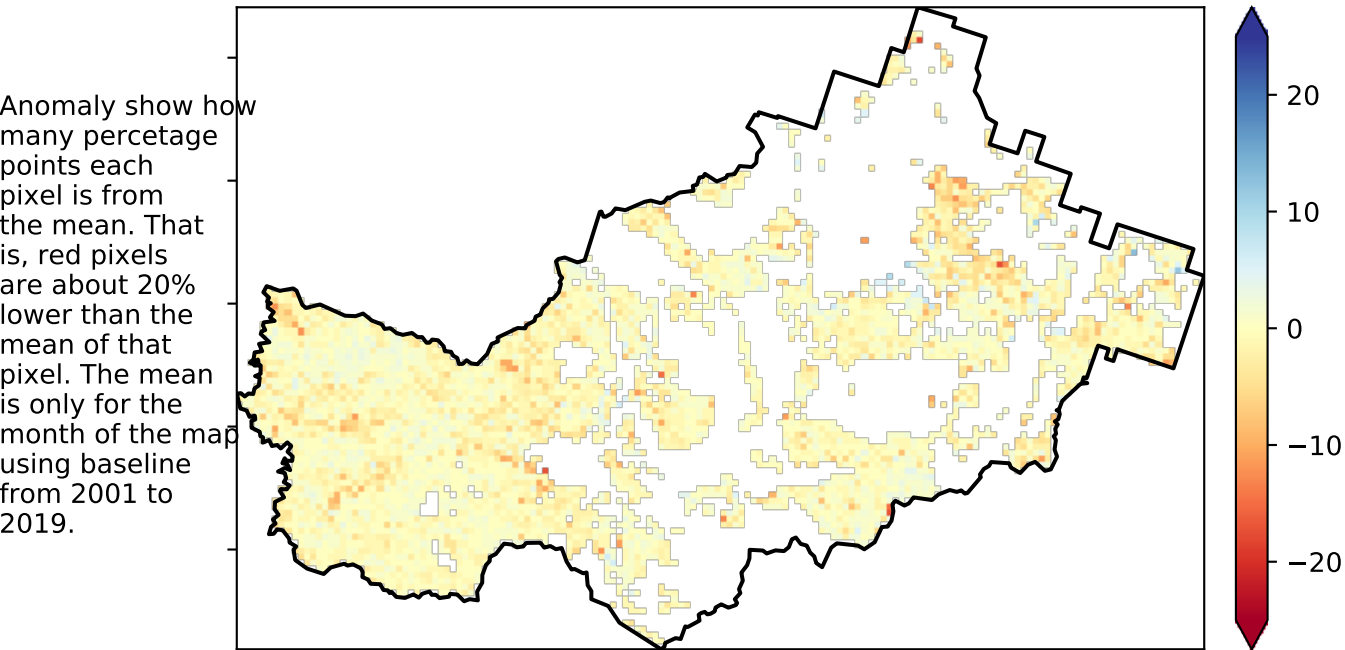 Anomaly show how
many percetage
points each
pixel is from
the mean. That
is, red pixels
are about 20%
lower than the
mean of that
pixel. The mean
is only for the
month of the map
using baseline
from 2001 to
2019.
20
10
0
−10
−20